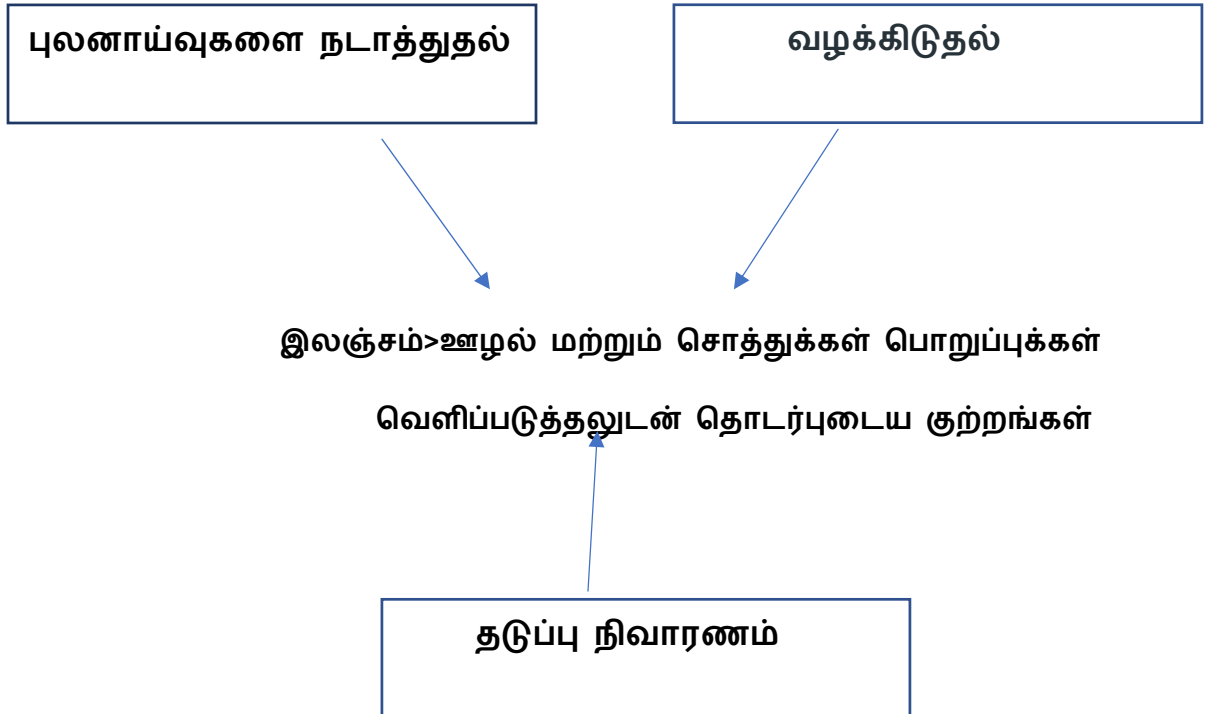 புலனாய்வுகளை நடாத்துதல்
வழக்கிடுதல்
இலஞ்சம்>ஊழல் மற்றும் சொத்துக்கள் பொறுப்புக்கள்
வெளிப்படுத்தலுடன் தொடர்புடைய குற்றங்கள்
தடுப்பு நிவாரணம்